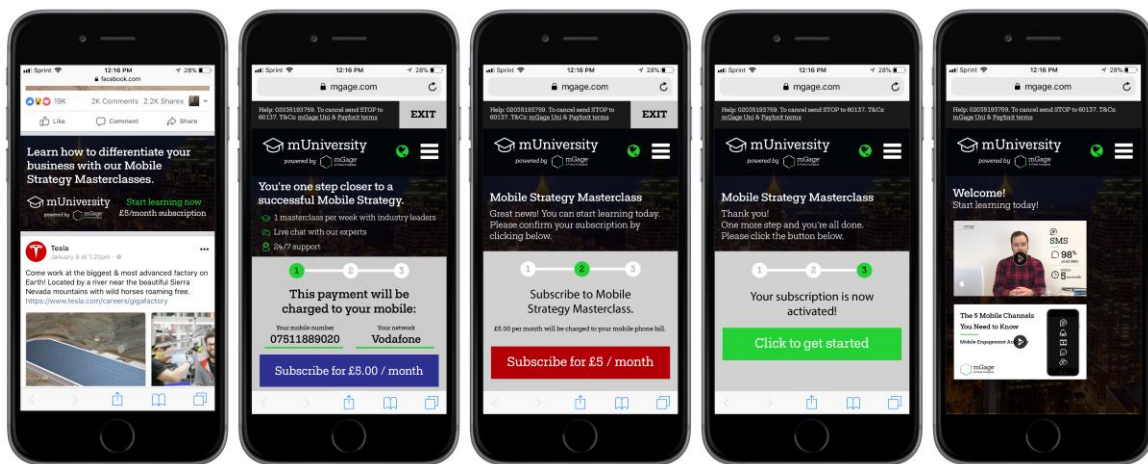 Sprint 12:16 PM 28%
facebook.com
19K 2K Comments 2.2K Shares
Like Comment Share
Learn how to differentiate your
business with our Mobile
Strategy Masterclasses.
mUniversity
powered by mGage
Start learning now
£5/month subscription
Tesla
January 8 at 1:20pm
Come work at the biggest & most advanced factory on
Earth! Located by a river near the beautiful Sierra
Nevada mountains with wild horses roaming free.
https://www.tesla.com/careers/gigafactory
Sprint 12:16 PM 28%
mgage.com
Help: 02035193759. To cancel send STOP to
60137. T&Cs: mGage Uni & Payforit terms
EXIT
mUniversity
powered by mGage
You're one step closer to a
successful Mobile Strategy.
1 masterclass per week with industry leaders
Live chat with our experts
24/7 support
1 2 3
This payment will be
charged to your mobile:
Your mobile number Your network
07511889020 Vodafone
Subscribe for £5.00 / month
Sprint 12:16 PM 28%
mgage.com
Help: 02035193759. To cancel send STOP to
60137. T&Cs: mGage Uni & Payforit terms
EXIT
mUniversity
powered by mGage
Mobile Strategy Masterclass
Great news! You can start learning today.
Please confirm your subscription by
clicking below.
1 2 3
Subscribe to Mobile
Strategy Masterclass.
£5.00 per month will be charged to your mobile phone bill.
Subscribe for £5 / month
Sprint 12:16 PM 28%
mgage.com
Help: 02035193759. To cancel send STOP to 60137. T&Cs:
mGage Uni & Payforit terms
mUniversity
powered by mGage
Mobile Strategy Masterclass
Thank you!
One more step and you're all done.
Please click the button below.
1 2 3
Your subscription is now
activated!
Click to get started
Sprint 12:16 PM 28%
mgage.com
Help: 02035193759. To cancel send STOP to 60137. T&Cs:
mGage Uni & Payforit terms
mUniversity
powered by mGage
Welcome!
Start learning today!
SMS
98%
5
The 5 Mobile Channels
You Need to Know
Mobile Engagement
mGage